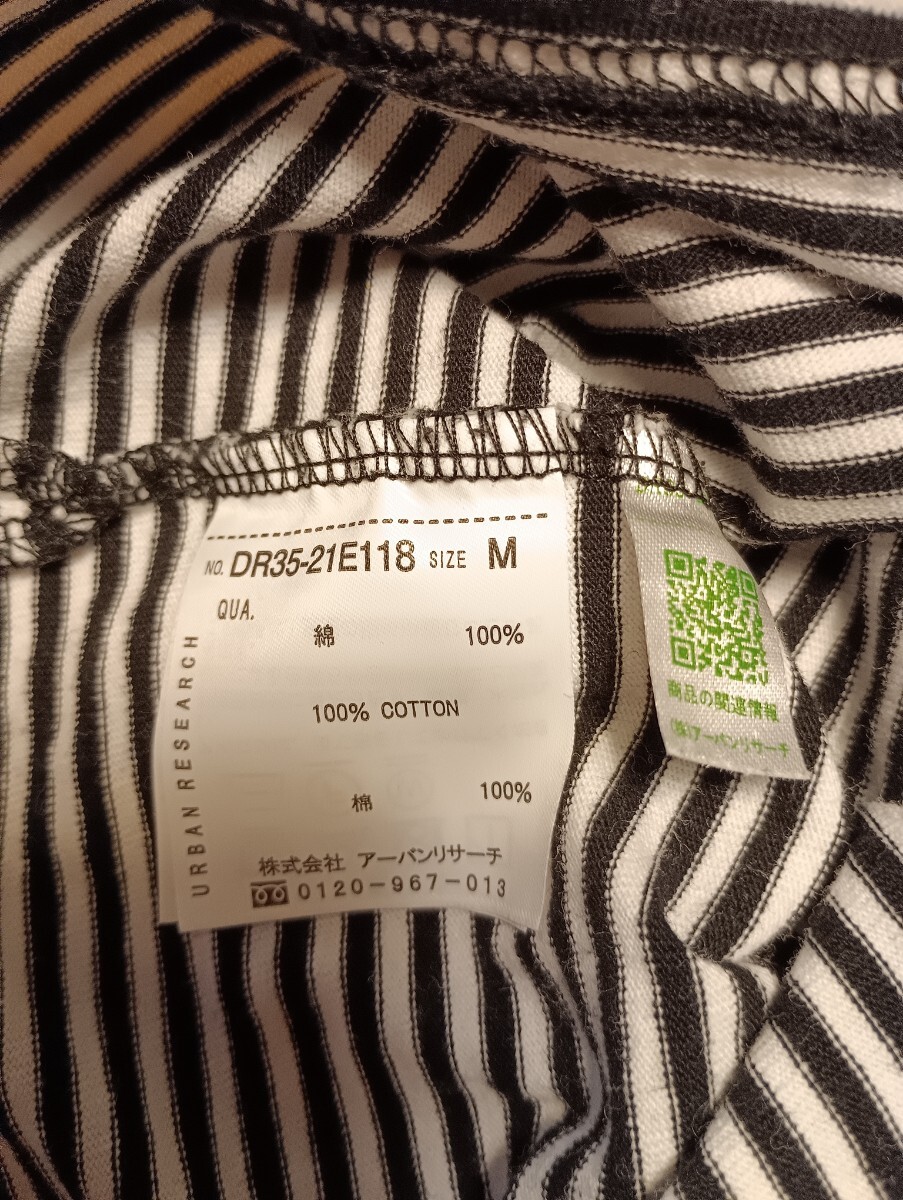 NO. DR35-21E118 SIZE M
QUA.
綿 100%
100% COTTON
棉 100%
URBAN RESEARCH
株式会社 アーバンリサーチ
0120-967-013
商品の関連情報
(株)アーバンリサーチ